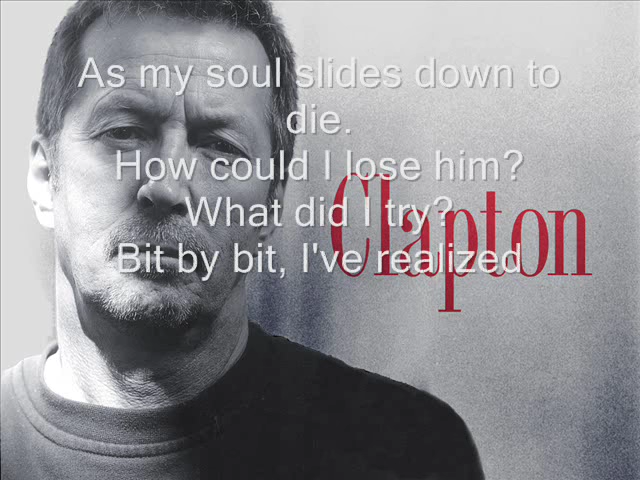 As my soul slides down to
die.
How could I lose him?
What did I try?
Clapton
Bit by bit, I've realized